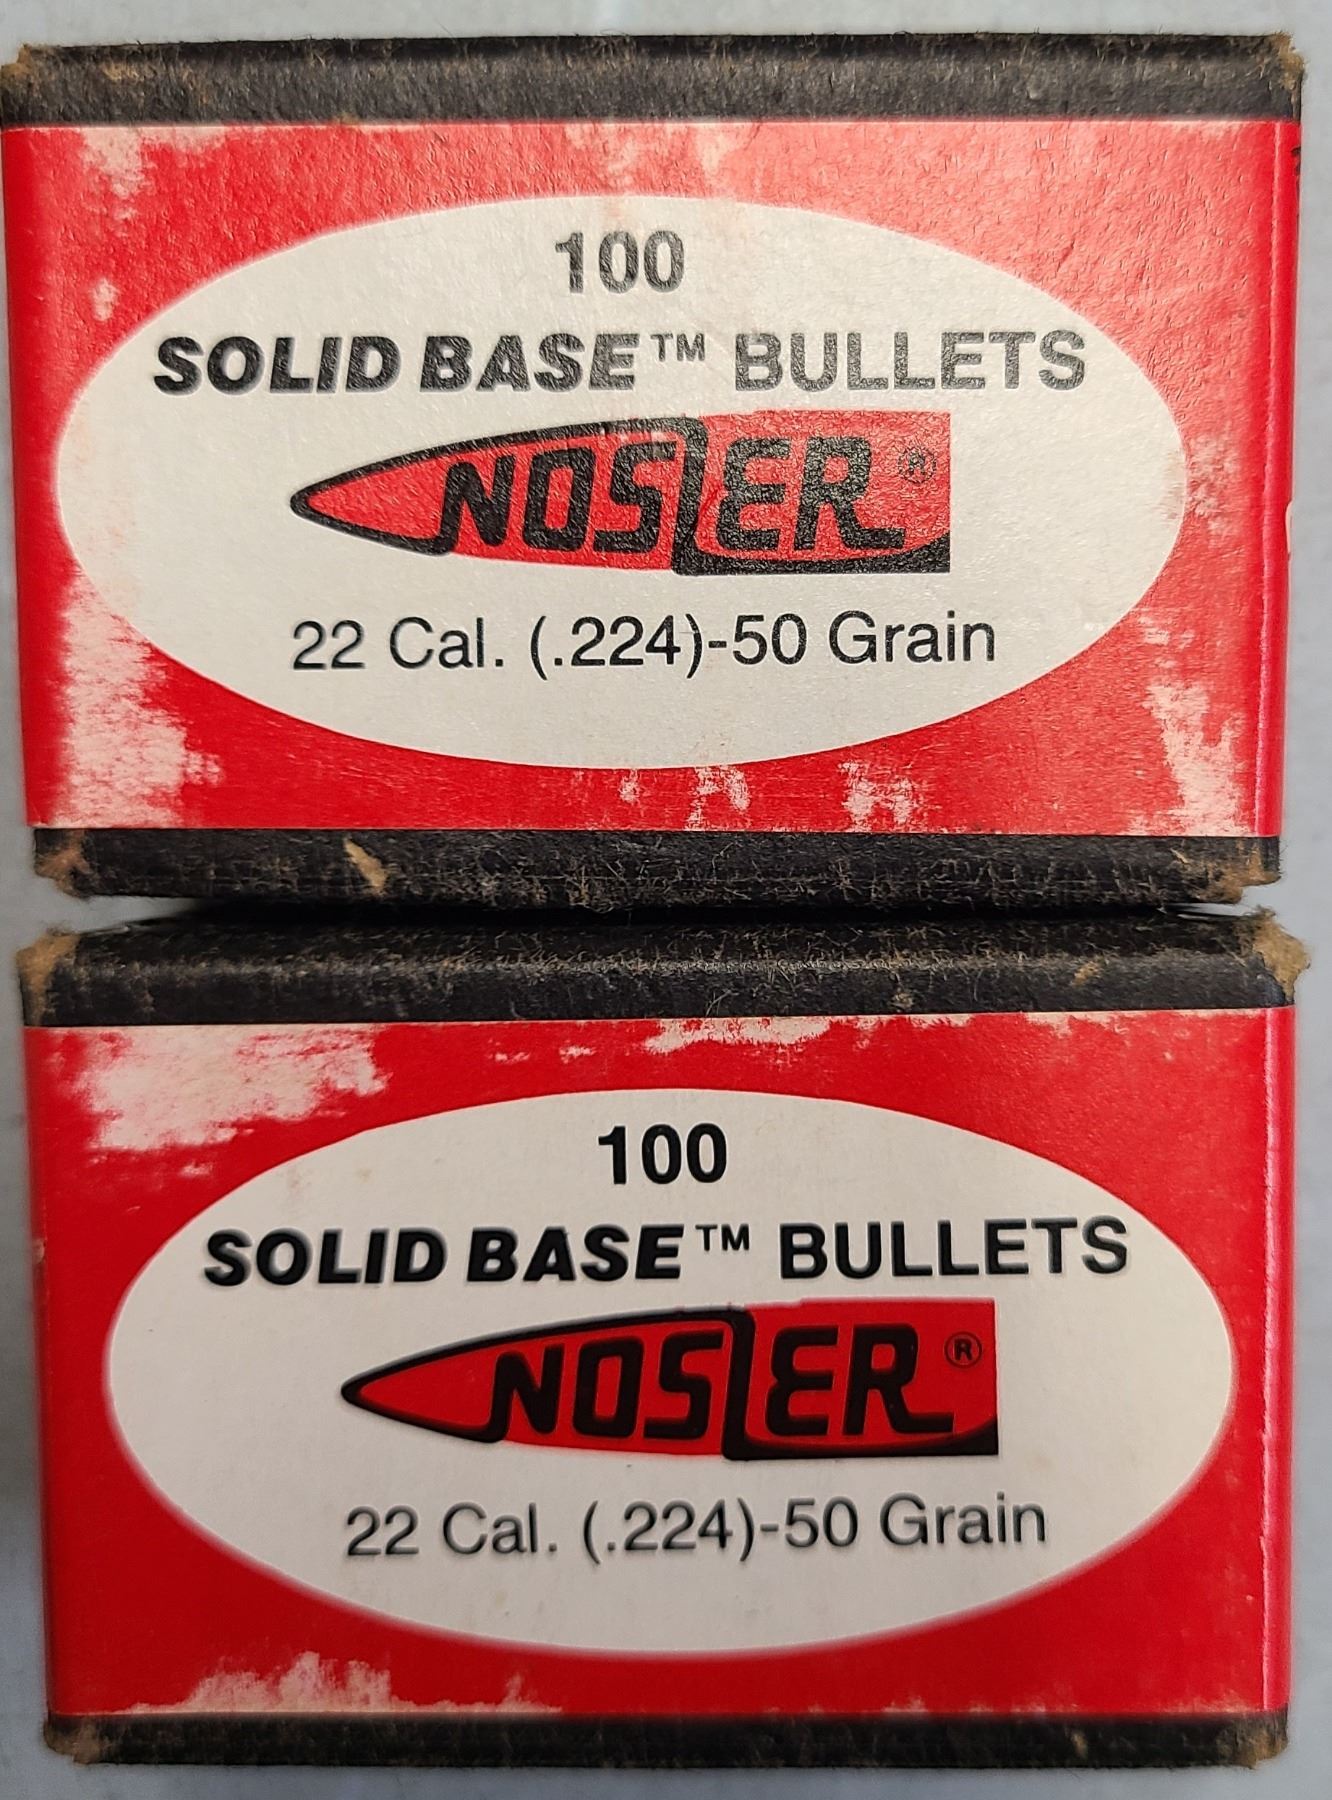 100
SOLID BASE™ BULLETS
NOSLER®
22 Cal. (.224)-50 Grain
100
SOLID BASE™ BULLETS
NOSLER®
22 Cal. (.224)-50 Grain